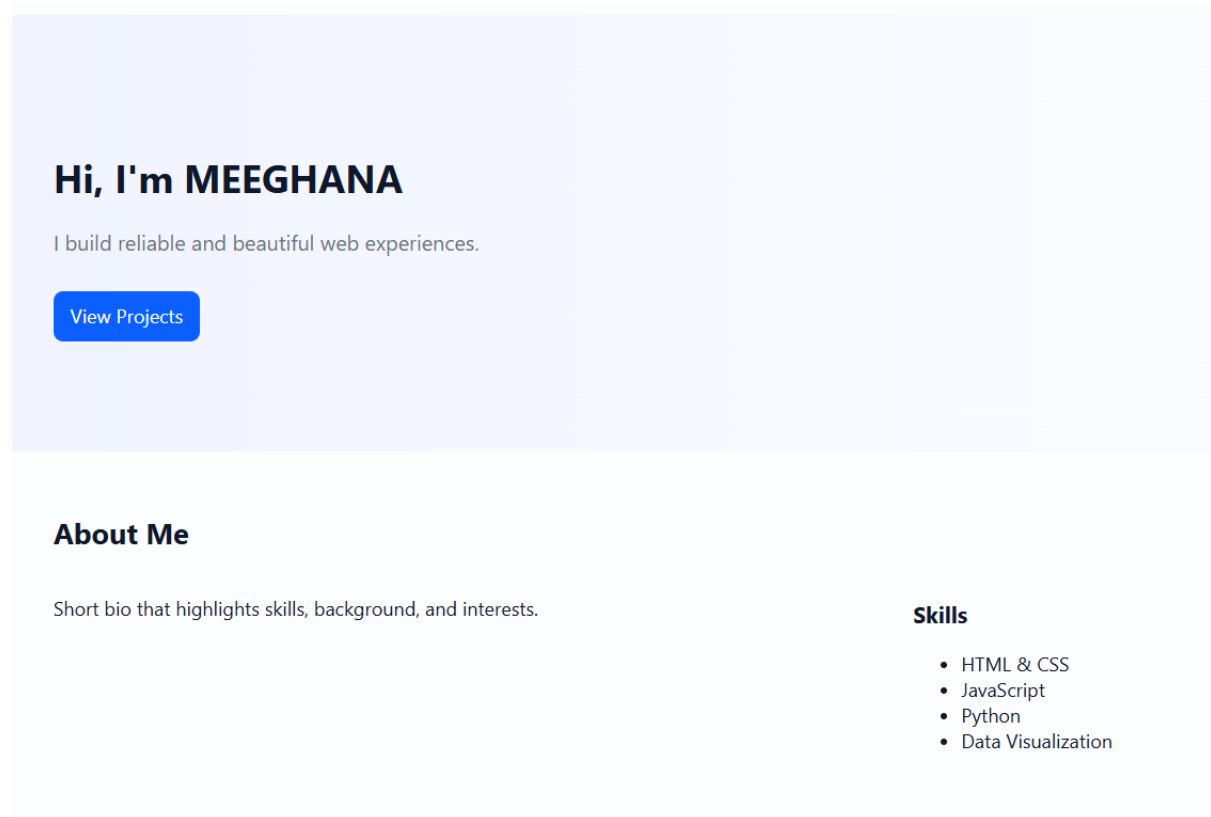 Hi, I'm MEEGHANA
I build reliable and beautiful web experiences.
View Projects
About Me
Short bio that highlights skills, background, and interests.
Skills
• HTML & CSS
• JavaScript
• Python
• Data Visualization